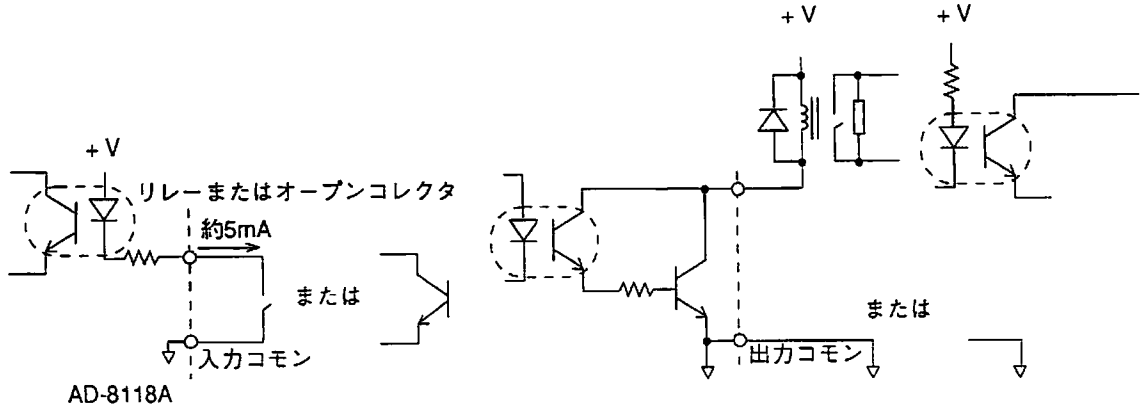 +V
+V
+V
リレーまたはオープンコレクタ
約5mA
または
または
入力コモン
出力コモン
AD-8118A